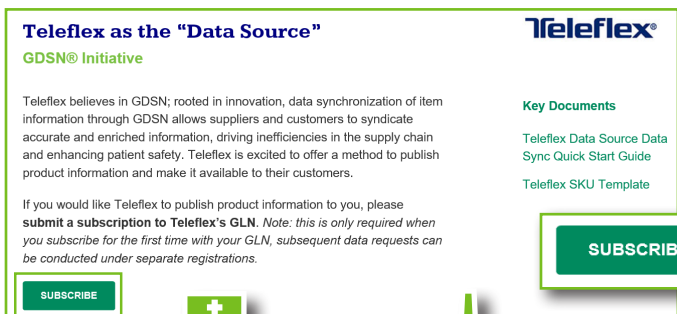 Teleflex as the “Data Source”
GDSN® Initiative
Teleflex believes in GDSN; rooted in innovation, data synchronization of item
information through GDSN allows suppliers and customers to syndicate
accurate and enriched information, driving inefficiencies in the supply chain
and enhancing patient safety. Teleflex is excited to offer a method to publish
product information and make it available to their customers.
If you would like Teleflex to publish product information to you, please
submit a subscription to Teleflex’s GLN. Note: this is only required when
you subscribe for the first time with your GLN, subsequent data requests can
be conducted under separate registrations.
SUBSCRIBE
Teleflex®
Key Documents
Teleflex Data Source Data
Sync Quick Start Guide
Teleflex SKU Template
SUBSCRIB